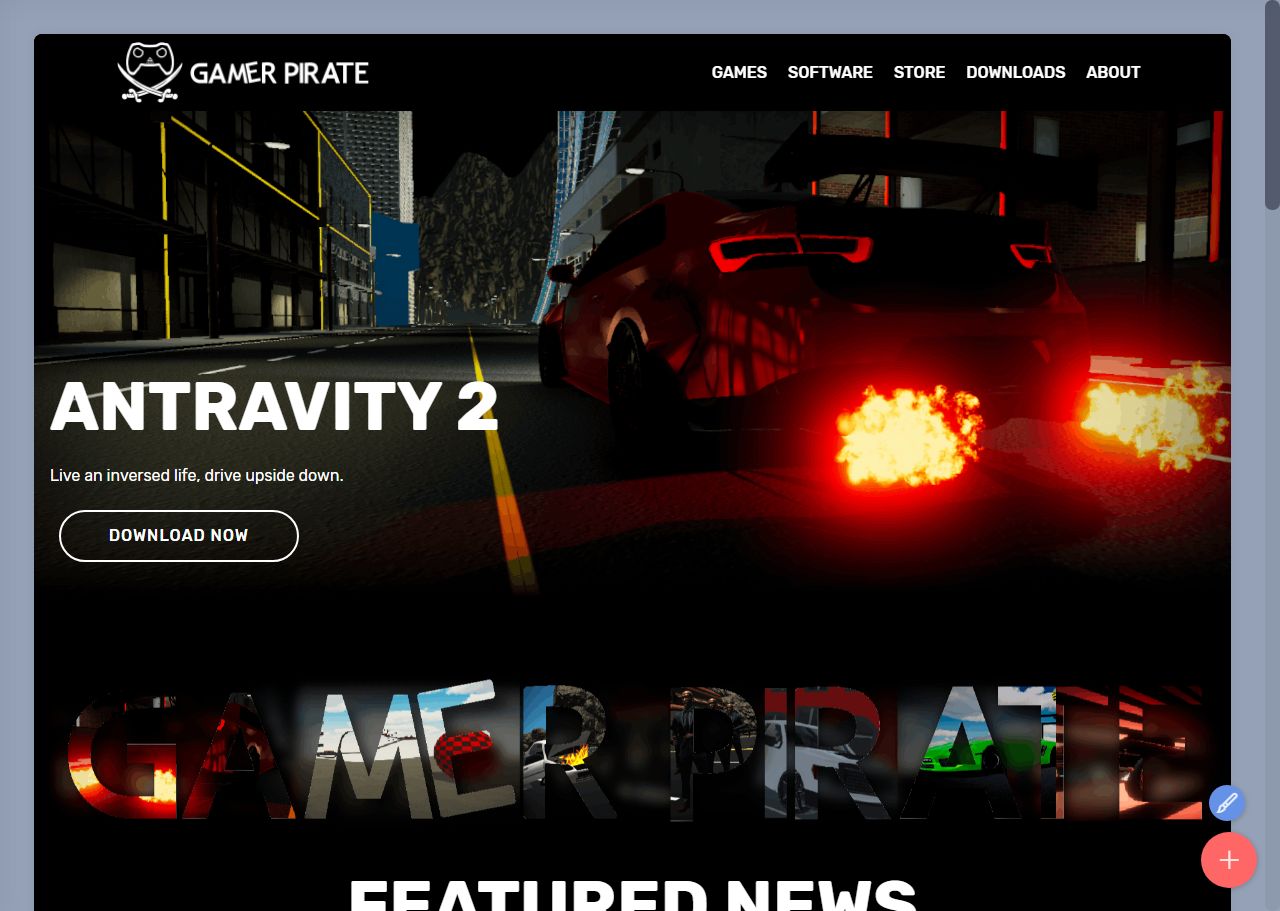 GAMER PIRATE
GAMES SOFTWARE STORE DOWNLOADS ABOUT
ANTRAVITY 2
Live an inversed life, drive upside down.
DOWNLOAD NOW
GAMER PIRATE
FEATURED NEWS